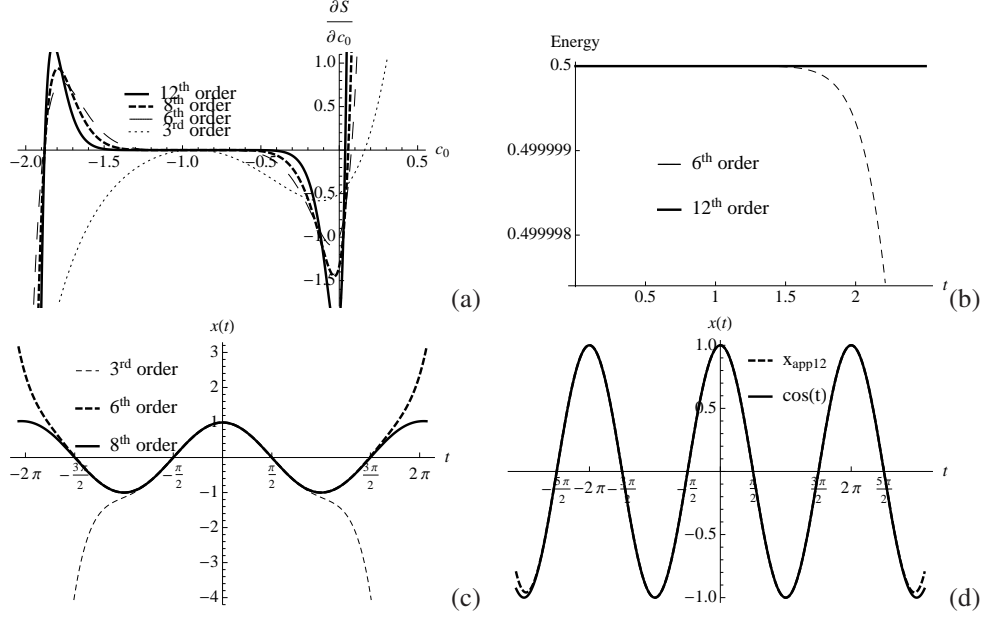 ∂S
∂c₀
1.0
0.5
12ᵗʰ order
8ᵗʰ order
6ᵗʰ order
3ʳᵈ order
−2.0 −1.5 −1.0 −0.5 0.5 c₀
−0.5
−1.0
−1.5
(a)
Energy
0.5
0.499999
6ᵗʰ order
12ᵗʰ order
0.499998
0.5 1 1.5 2 t
(b)
x(t)
3
2
1
3ʳᵈ order
6ᵗʰ order
8ᵗʰ order
−2π −3π/2 −π/2 π/2 3π/2 2π t
−1
−2
−3
−4
(c)
x(t)
1.0
0.5
x_app12
cos(t)
−5π/2 −2π −3π/2 −π/2 π/2 3π/2 2π 5π/2 t
−0.5
−1.0
(d)